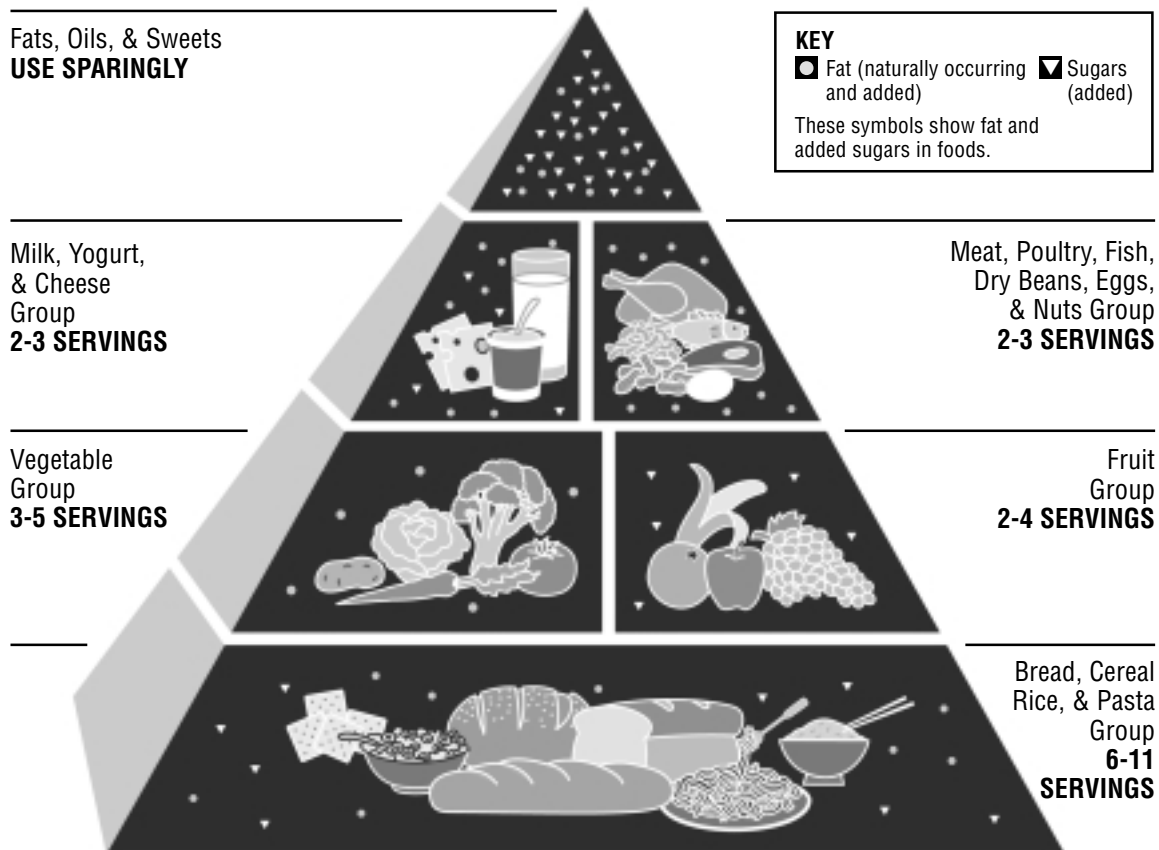 Fats, Oils, & Sweets
USE SPARINGLY
KEY
Fat (naturally occurring
and added)
Sugars
(added)
These symbols show fat and
added sugars in foods.
Milk, Yogurt,
& Cheese
Group
2-3 SERVINGS
Meat, Poultry, Fish,
Dry Beans, Eggs,
& Nuts Group
2-3 SERVINGS
Vegetable
Group
3-5 SERVINGS
Fruit
Group
2-4 SERVINGS
Bread, Cereal
Rice, & Pasta
Group
6-11
SERVINGS